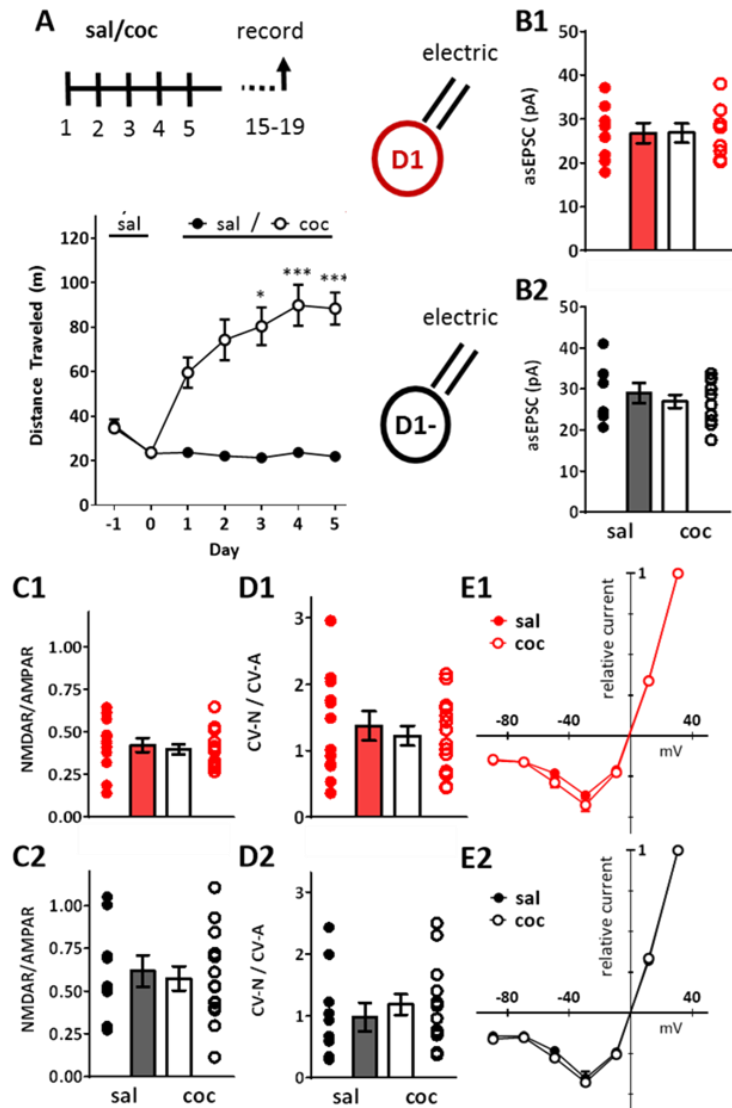 A
sal/coc
record
1 2 3 4 5 15-19
electric
D1
B1
asEPSC (pA)
50
40
30
20
10
0
sal
sal / coc
Distance Traveled (m)
120
100
80
60
40
20
0
* *** ***
-1 0 1 2 3 4 5
Day
electric
D1-
B2
asEPSC (pA)
50
40
30
20
10
0
sal coc
C1
NMDAR/AMPAR
1.00
0.75
0.50
0.25
0.00
D1
CV-N / CV-A
3
2
1
0
E1
sal
coc
relative current
1
-80 -40 40
mV
C2
NMDAR/AMPAR
1.00
0.75
0.50
0.25
0.00
sal coc
D2
CV-N / CV-A
3
2
1
0
sal coc
E2
sal
coc
relative current
1
-80 -40 40
mV